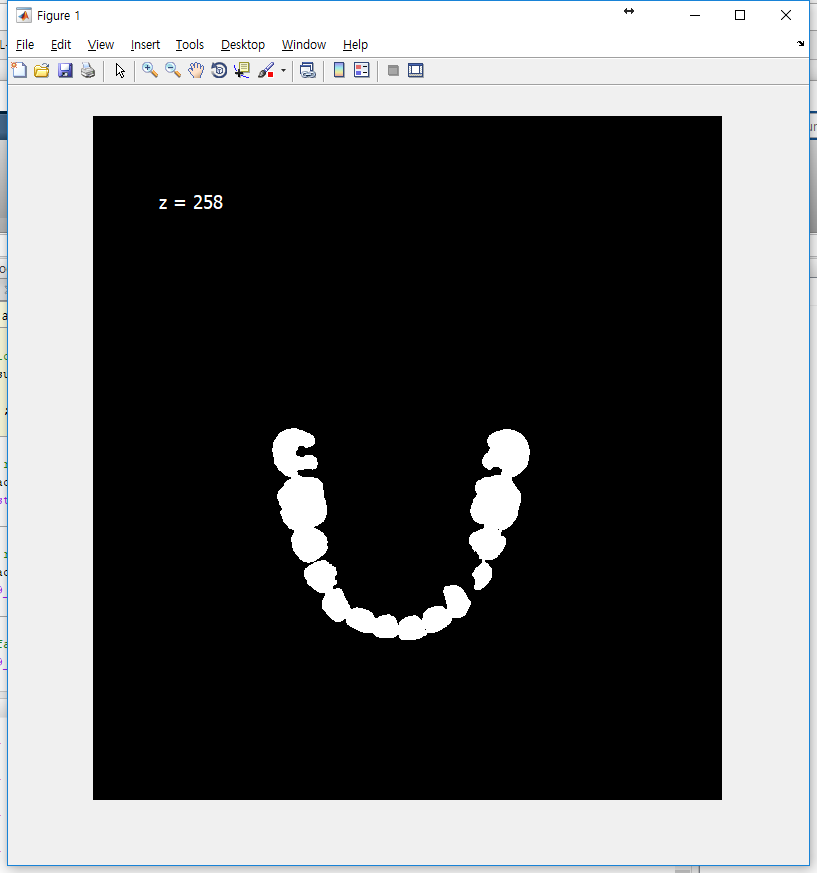 Figure 1
File Edit View Insert Tools Desktop Window Help
z = 258